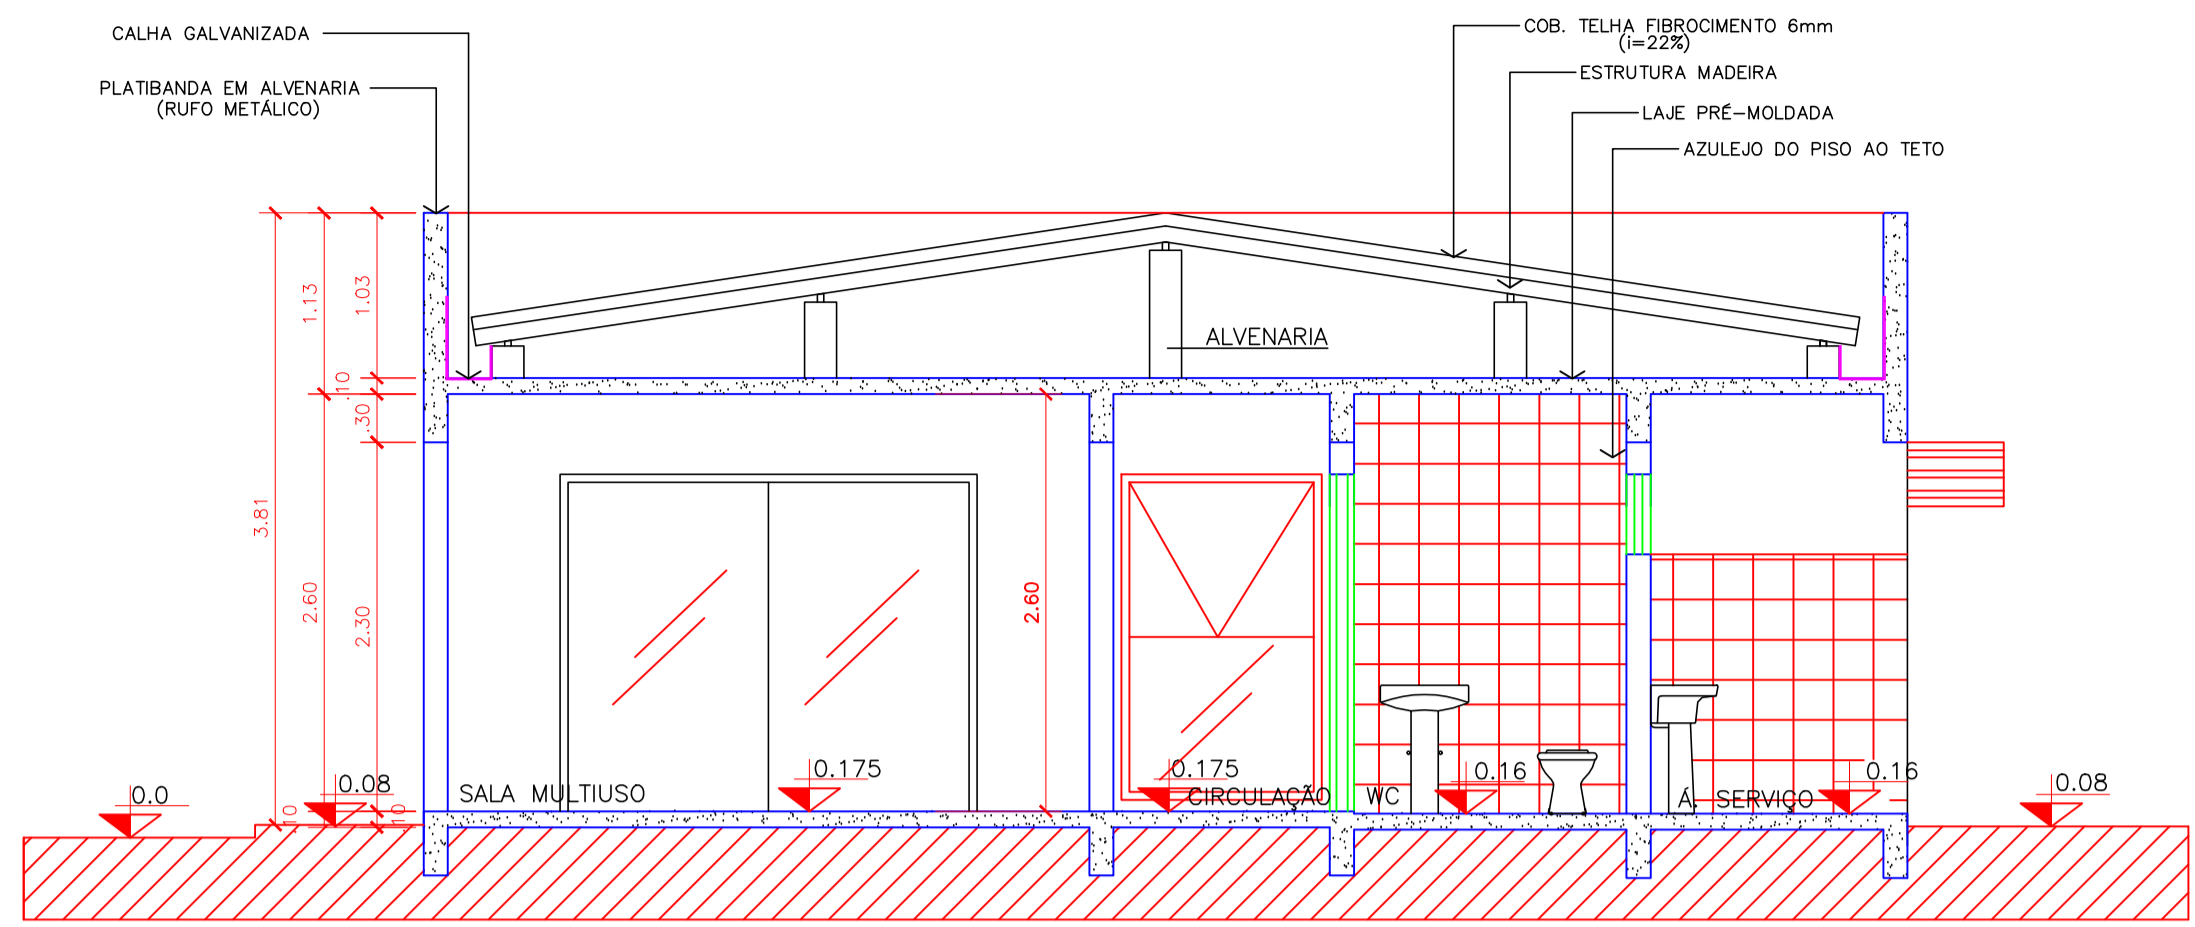 CALHA GALVANIZADA
PLATIBANDA EM ALVENARIA
(RUFO METÁLICO)
COB. TELHA FIBROCIMENTO 6mm
(i=22%)
ESTRUTURA MADEIRA
LAJE PRÉ-MOLDADA
AZULEJO DO PISO AO TETO
1.13
1.03
ALVENARIA
.10
.30
3.81
2.60
2.30
2.60
0.0
0.08
SALA MULTIUSO
0.175
0.175
CIRCULAÇÃO
WC
0.16
Á. SERVIÇO
0.16
0.08
10
10